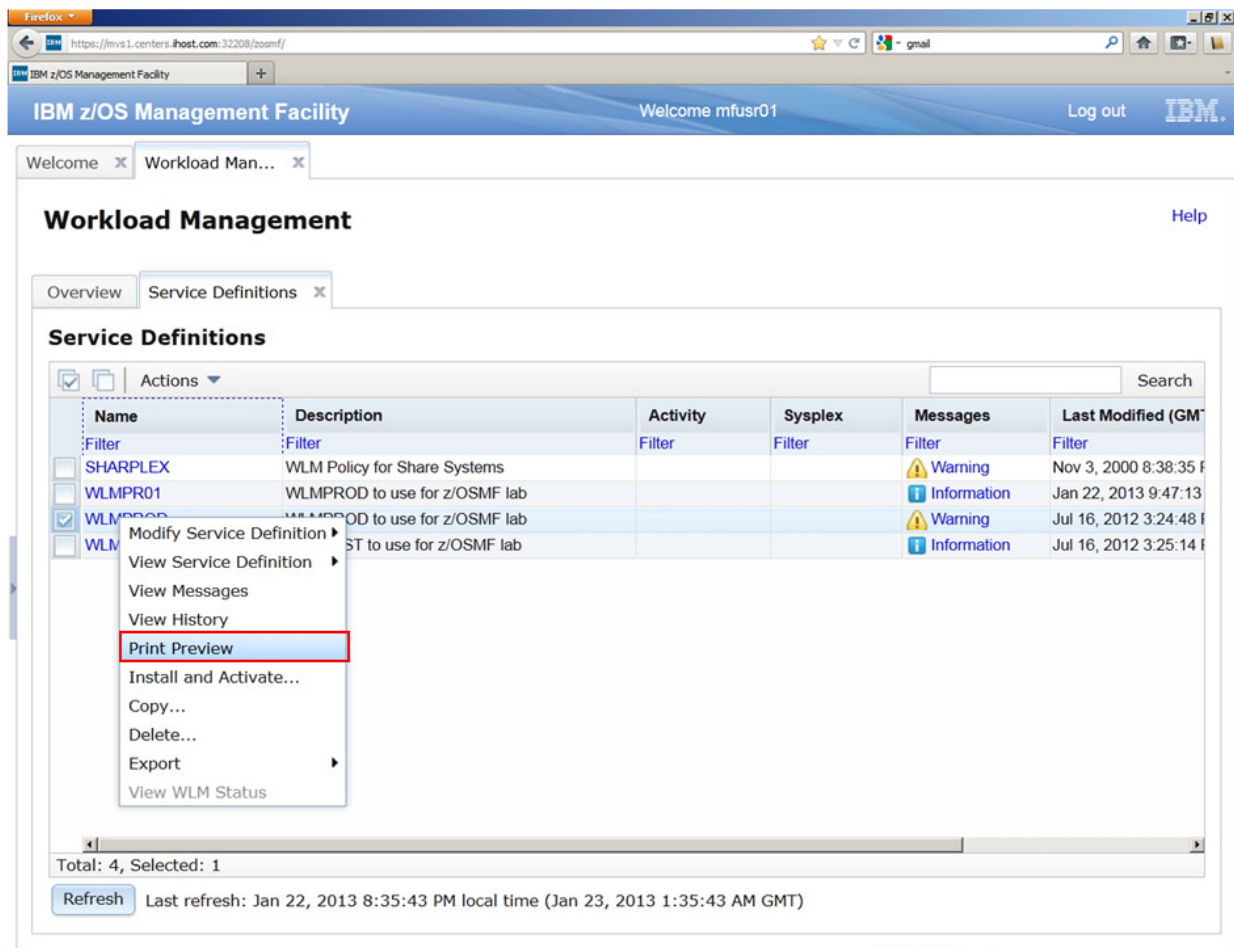 Firefox
https://mvs1.centers.ihost.com:32208/zosmf/ gmail
IBM z/OS Management Facility +
IBM z/OS Management Facility Welcome mfusr01 Log out IBM.
Welcome Workload Man...
Workload Management Help
Overview Service Definitions
Service Definitions
Actions Search
Name Description Activity Sysplex Messages Last Modified (GMT
Filter Filter Filter Filter Filter Filter
SHARPLEX WLM Policy for Share Systems Warning Nov 3, 2000 8:38:35
WLMPR01 WLMPROD to use for z/OSMF lab Information Jan 22, 2013 9:47:13
WLMPROD WLMPROD to use for z/OSMF lab Warning Jul 16, 2012 3:24:48
WLM ST to use for z/OSMF lab Information Jul 16, 2012 3:25:14
Modify Service Definition
View Service Definition
View Messages
View History
Print Preview
Install and Activate...
Copy...
Delete...
Export
View WLM Status
Total: 4, Selected: 1
Refresh Last refresh: Jan 22, 2013 8:35:43 PM local time (Jan 23, 2013 1:35:43 AM GMT)